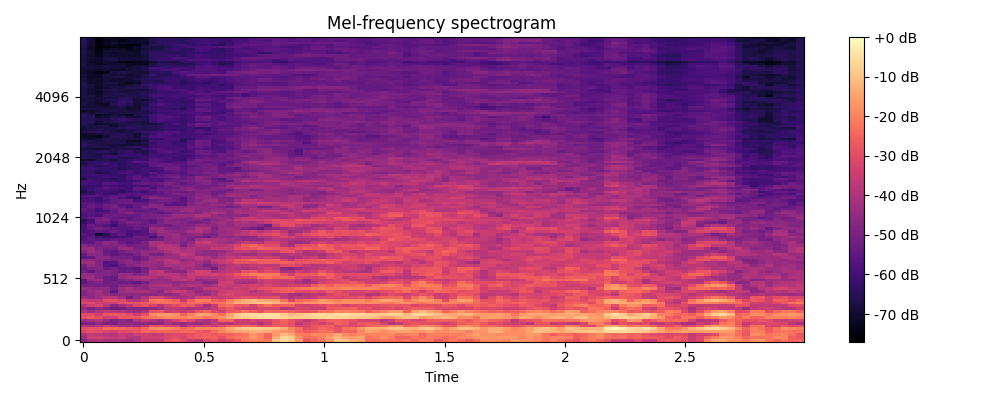 Mel-frequency spectrogram
Hz
4096
2048
1024
512
0
0
0.5
1
1.5
2
2.5
Time
+0 dB
-10 dB
-20 dB
-30 dB
-40 dB
-50 dB
-60 dB
-70 dB